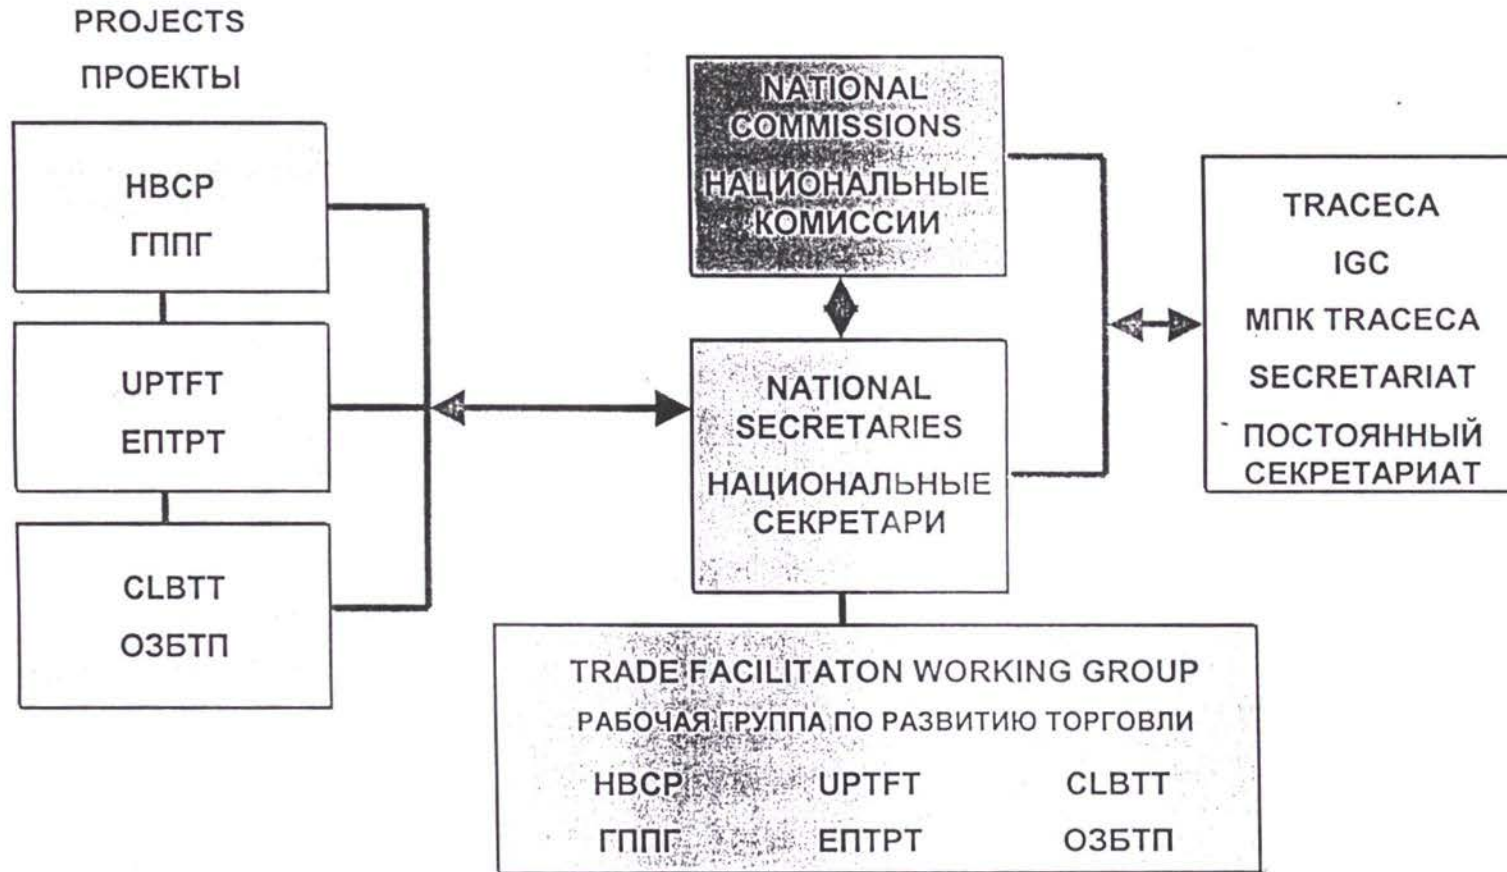 PROJECTS
ПРОЕКТЫ
HBCP
ГППГ
UPTFT
ЕПТРТ
CLBTT
ОЗБТП
NATIONAL
COMMISSIONS
НАЦИОНАЛЬНЫЕ
КОМИССИИ
NATIONAL
SECRETARIES
НАЦИОНАЛЬНЫЕ
СЕКРЕТАРИ
TRADE FACILITATON WORKING GROUP
РАБОЧАЯ ГРУППА ПО РАЗВИТИЮ ТОРГОВЛИ
HBCP UPTFT CLBTT
ГППГ ЕПТРТ ОЗБТП
TRACECA
IGC
МПК TRACECA
SECRETARIAT
ПОСТОЯННЫЙ
СЕКРЕТАРИАТ